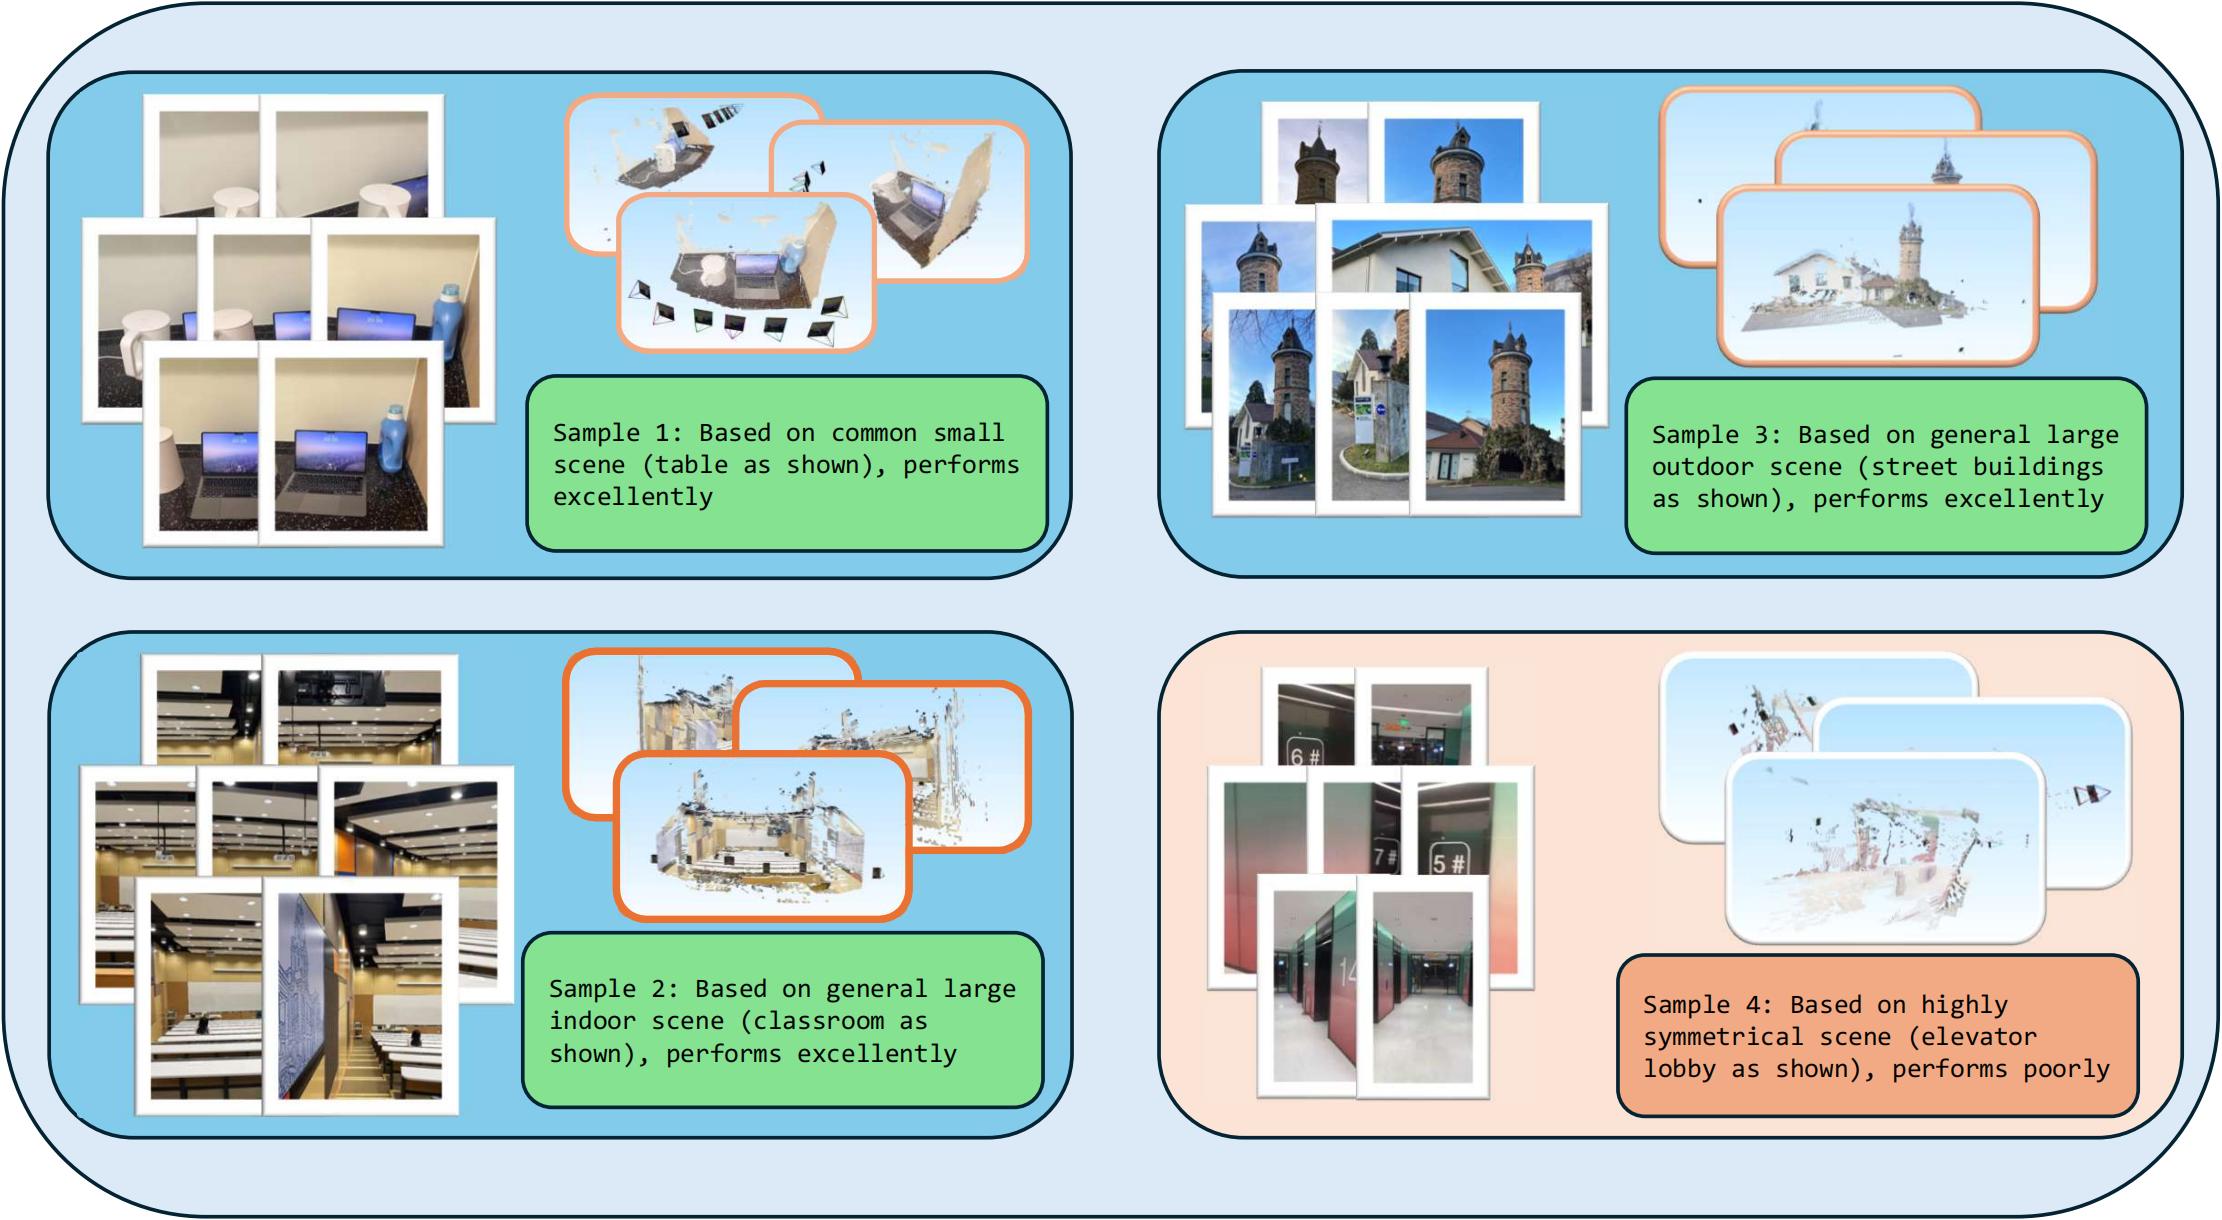 Sample 1: Based on common small
scene (table as shown), performs
excellently
Sample 3: Based on general large
outdoor scene (street buildings
as shown), performs excellently
6 #
7 #
5 #
14
Sample 2: Based on general large
indoor scene (classroom as
shown), performs excellently
Sample 4: Based on highly
symmetrical scene (elevator
lobby as shown), performs poorly